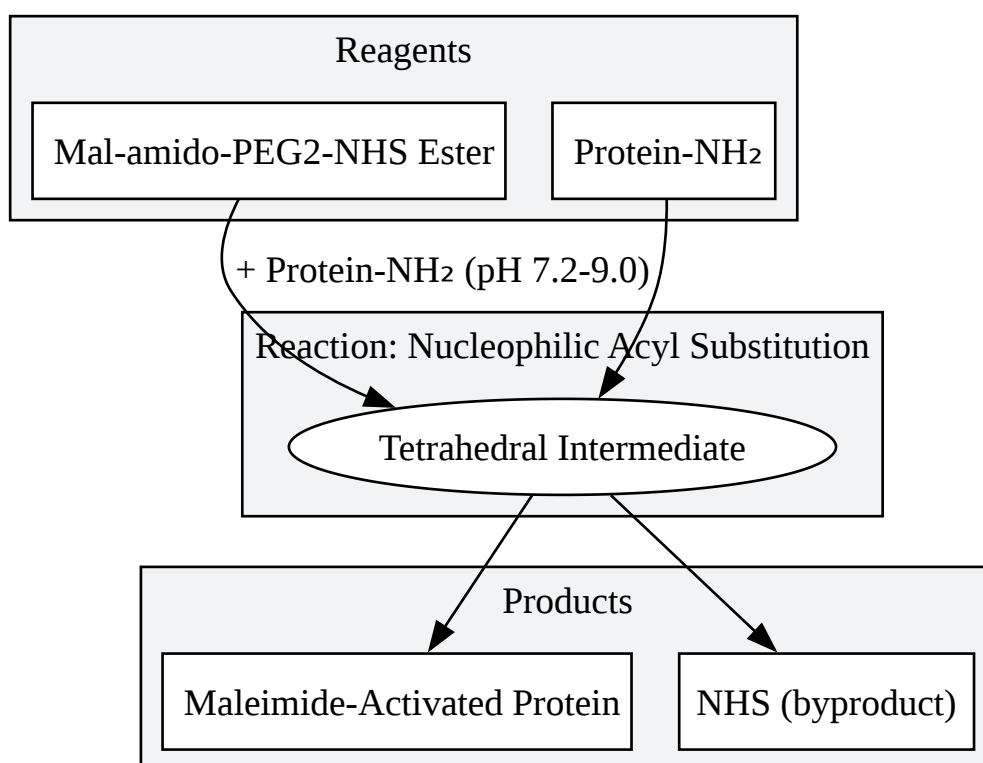 Reagents
Mal-amido-PEG2-NHS Ester
Protein-NH₂
+ Protein-NH₂ (pH 7.2-9.0)
Reaction: Nucleophilic Acyl Substitution
Tetrahedral Intermediate
Products
Maleimide-Activated Protein
NHS (byproduct)